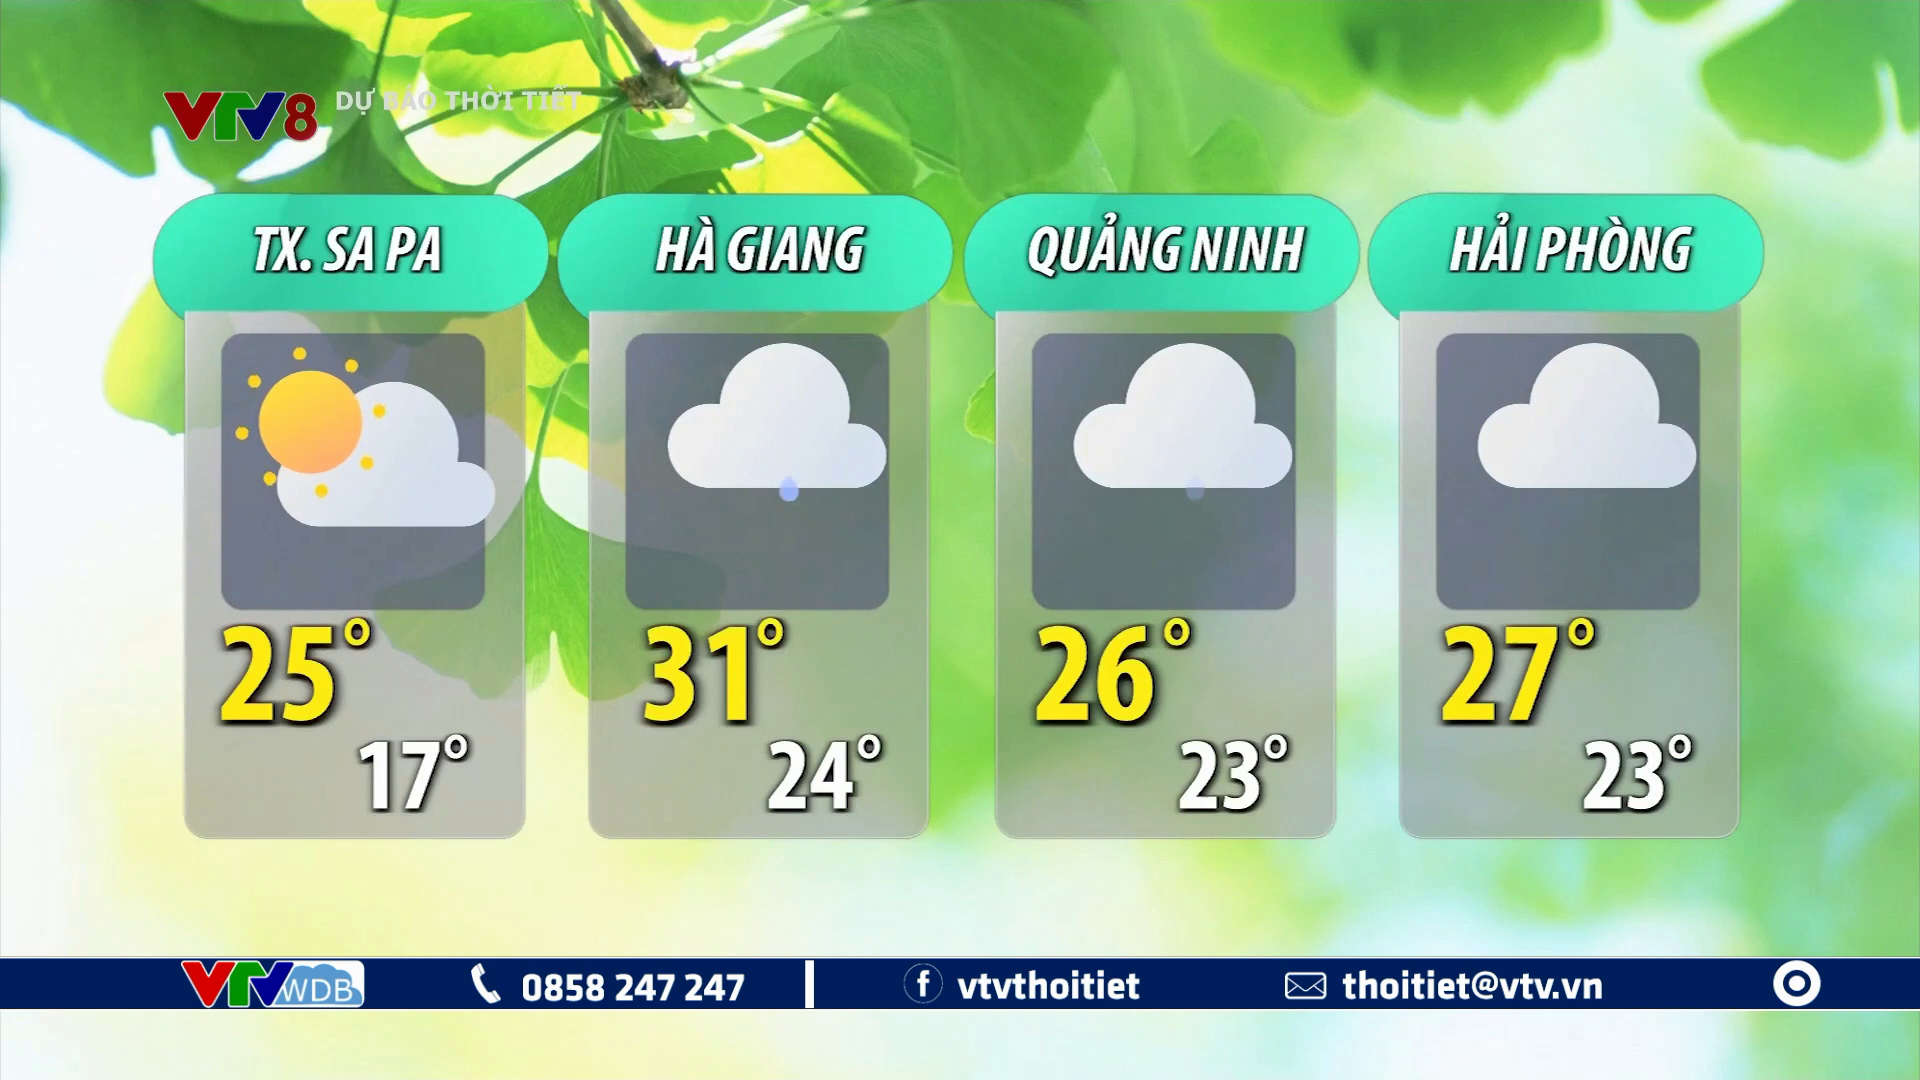 VTV8 DỰ BÁO THỜI TIẾT
TX. SA PA
25°
17°
HÀ GIANG
31°
24°
QUẢNG NINH
26°
23°
HẢI PHÒNG
27°
23°
VTV WDB 0858 247 247 vtvthoitiet thoitiet@vtv.vn